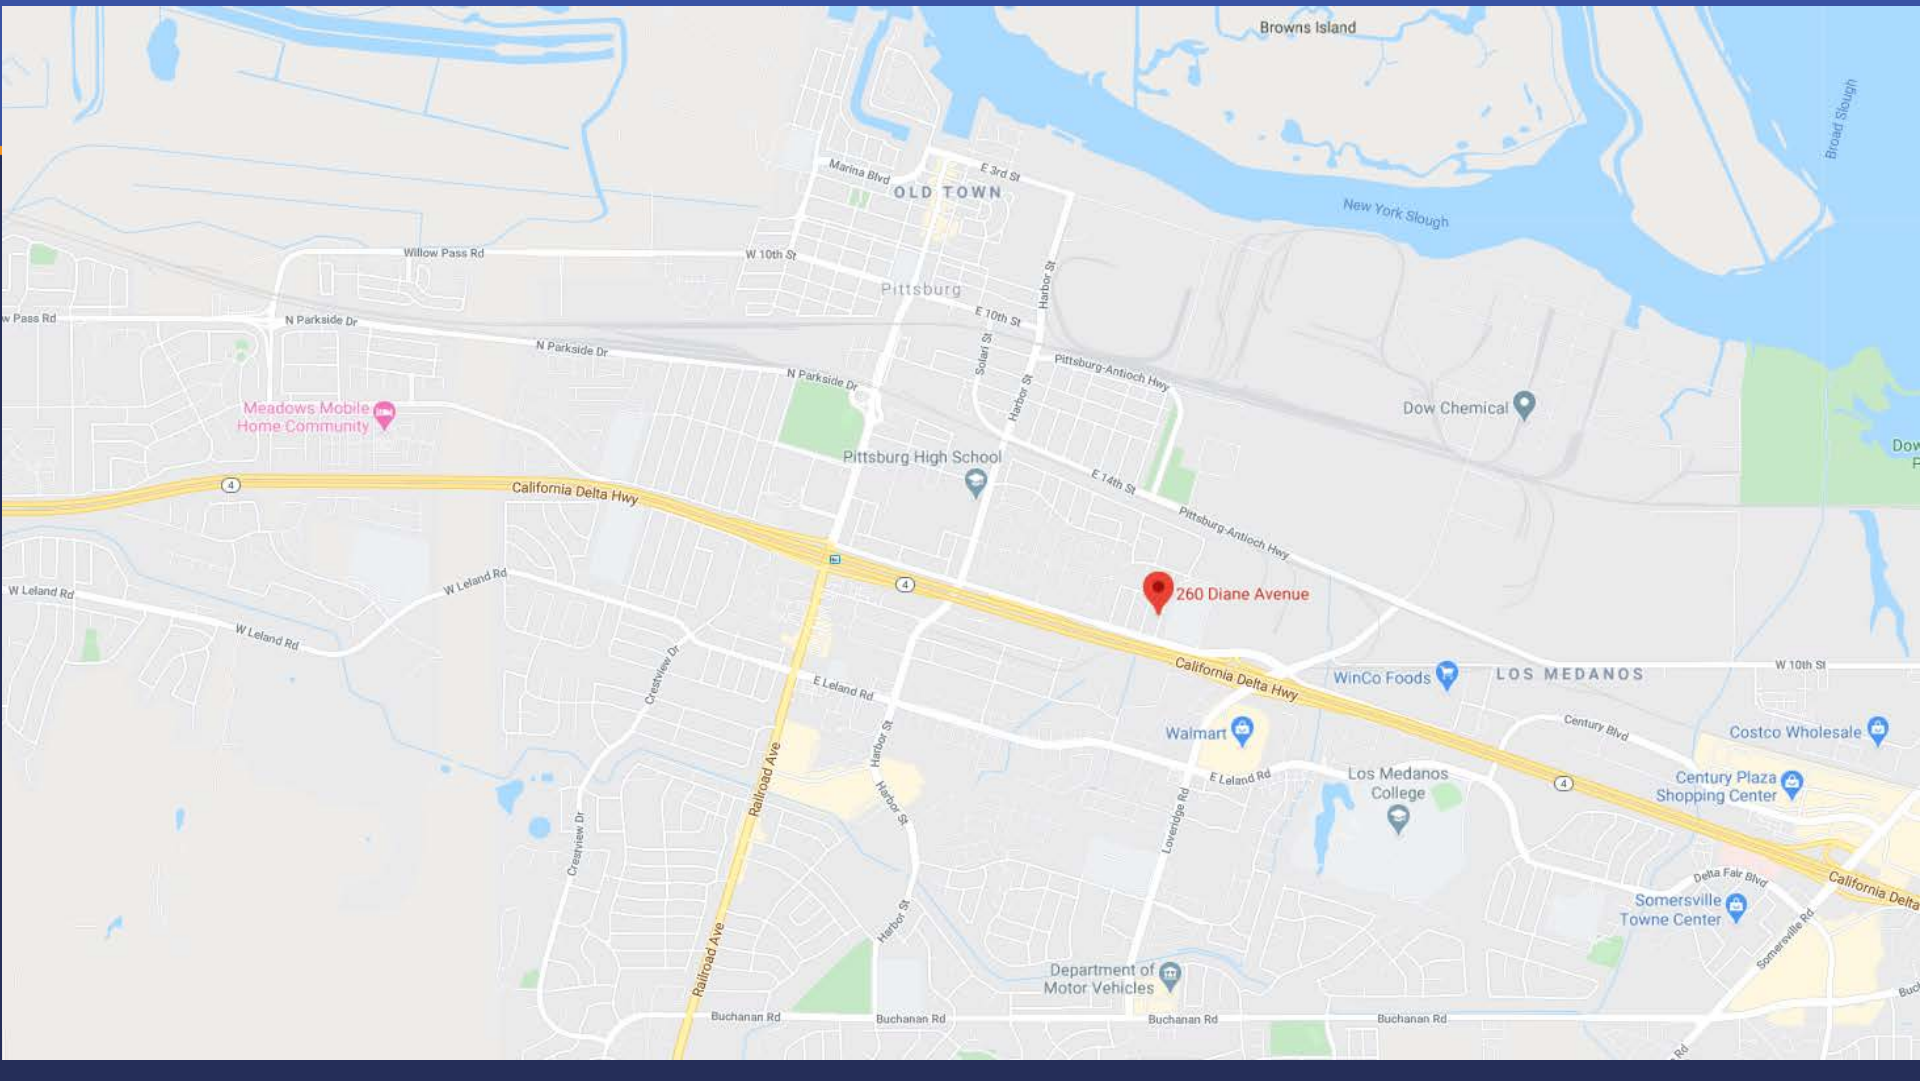 Browns Island
Broad Slough
Marina Blvd
E 3rd St
OLD TOWN
New York Slough
Willow Pass Rd
W 10th St
Harbor St
Pittsburg
w Pass Rd
N Parkside Dr
E 10th St
N Parkside Dr
Solari St
Pittsburg-Antioch Hwy
N Parkside Dr
Harbor St
Meadows Mobile
Home Community
Dow Chemical
Dow
P
Pittsburg High School
4
California Delta Hwy
E 14th St
Pittsburg-Antioch Hwy
W Leland Rd
W Leland Rd
4
260 Diane Avenue
W Leland Rd
Crestview Dr
California Delta Hwy
W 10th St
WinCo Foods
LOS MEDANOS
E Leland Rd
Century Blvd
Walmart
Costco Wholesale
Harbor St
Railroad Ave
E Leland Rd
Los Medanos
College
Century Plaza
Shopping Center
4
Harbor St
Loveridge Rd
Crestview Dr
Delta Fair Blvd
California Delta
Somersville
Towne Center
Harbor St
Somersville Rd
Railroad Ave
Department of
Motor Vehicles
Buc
Buchanan Rd
Buchanan Rd
Buchanan Rd
Buchanan Rd
Rd